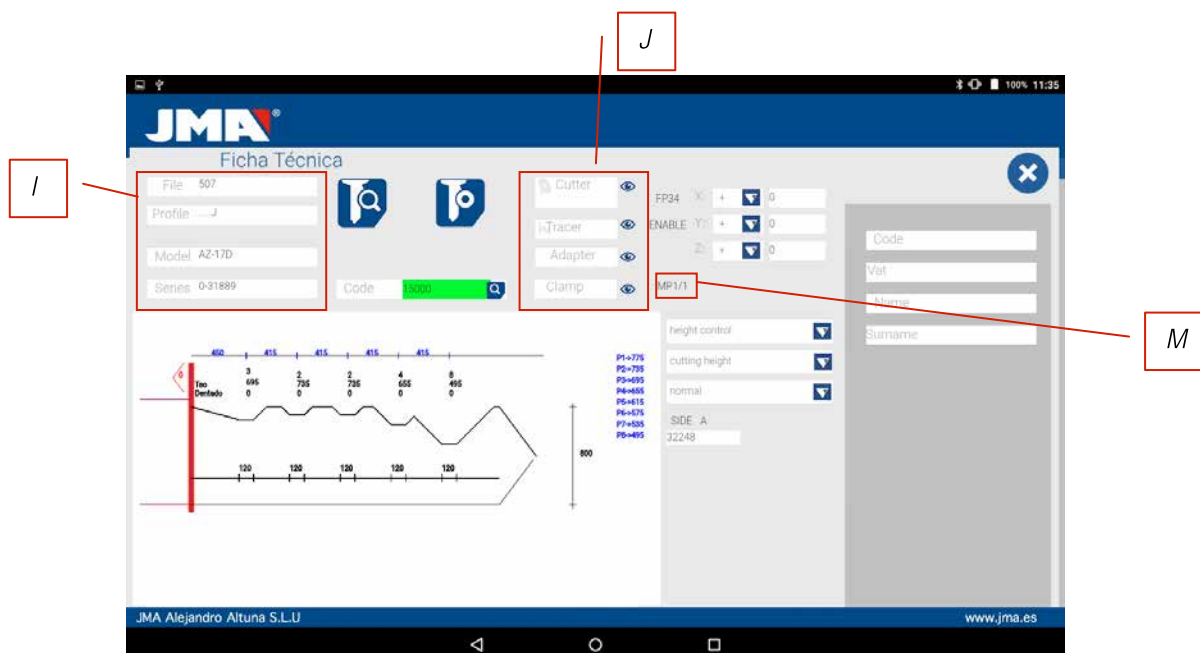 J
100% 11:35
JMA®
Ficha Técnica
I
File 507
Profile ....J
Model AZ-17D
Series 0-31889
Code 15000
Cutter
Tracer
Adapter
Clamp
FP34 X: + 0
ENABLE Y: + 0
Z: + 0
MP1/1
Code
Vat
Name
Surname
M
height control
cutting height
normal
SIDE A
32248
450 415 415 415 415
0
3 2 2 4 8
Tao 695 735 735 655 495
Dentado 0 0 0 0 0
120 120 120 120 120
800
P1->775
P2->735
P3->695
P4->655
P5->615
P6->575
P7->535
P8->495
JMA Alejandro Altuna S.L.U
www.jma.es